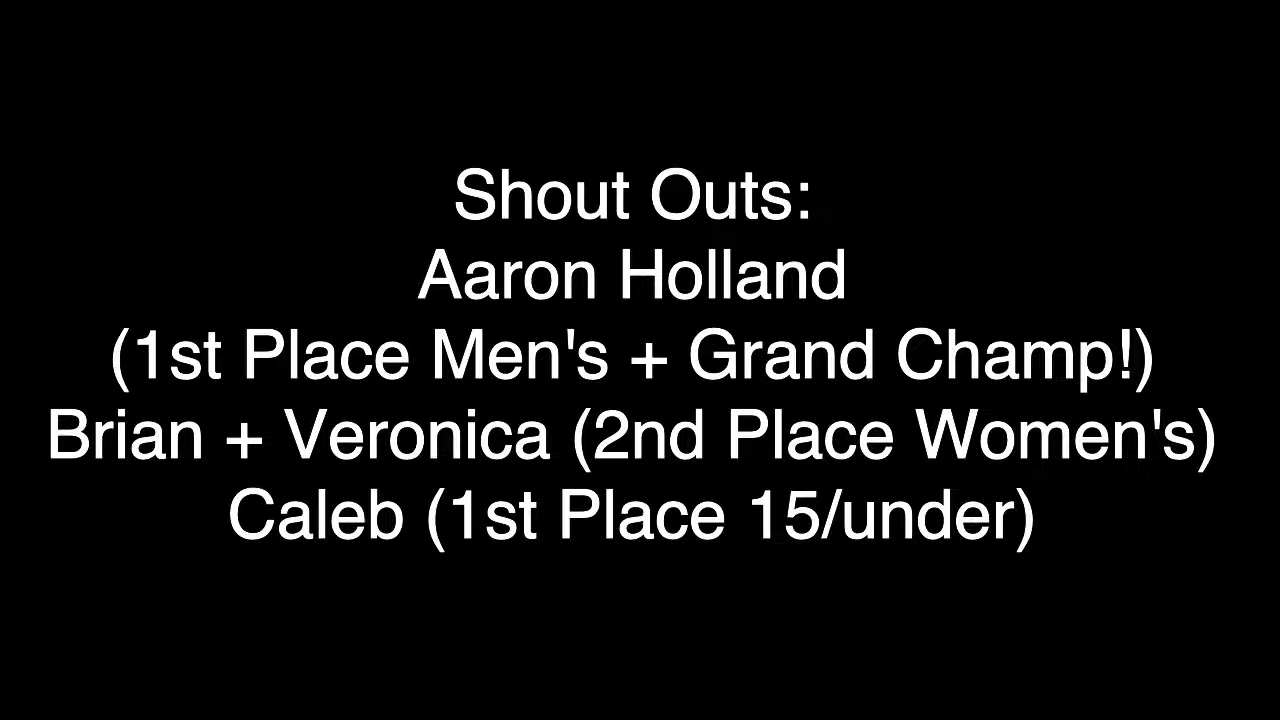 Shout Outs:
Aaron Holland
(1st Place Men's + Grand Champ!)
Brian + Veronica (2nd Place Women's)
Caleb (1st Place 15/under)